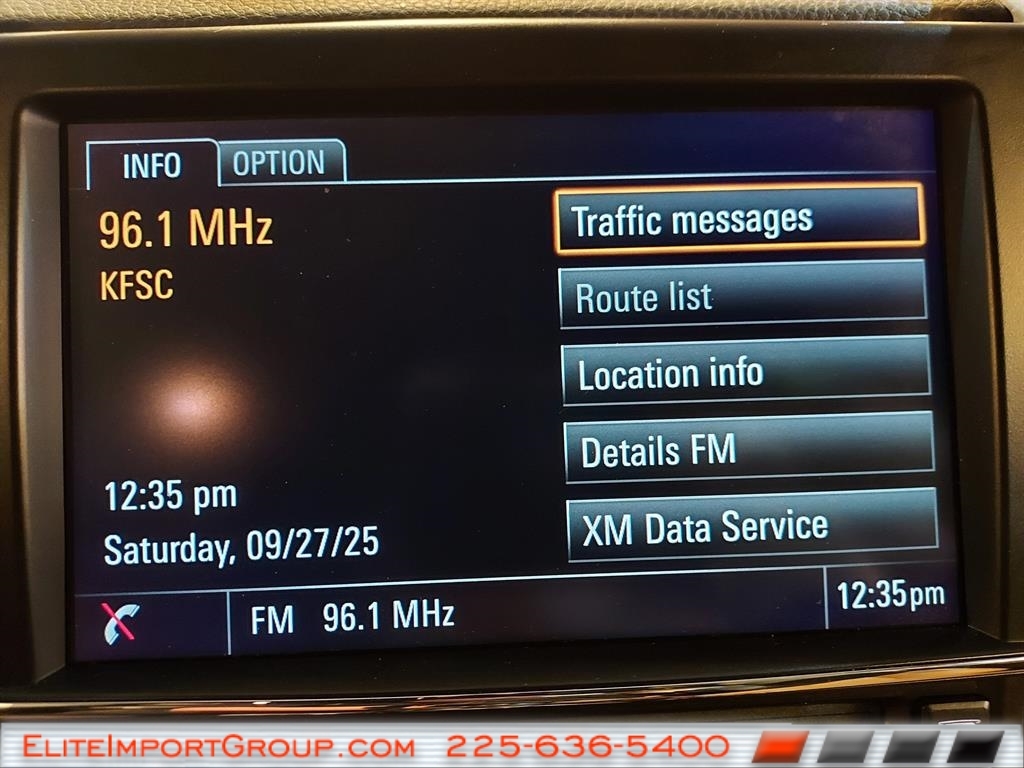 INFO OPTION
96.1 MHz
KFSC
Traffic messages
Route list
Location info
Details FM
XM Data Service
12:35 pm
Saturday, 09/27/25
FM 96.1 MHz
12:35pm
EliteImportGroup.com 225-636-5400